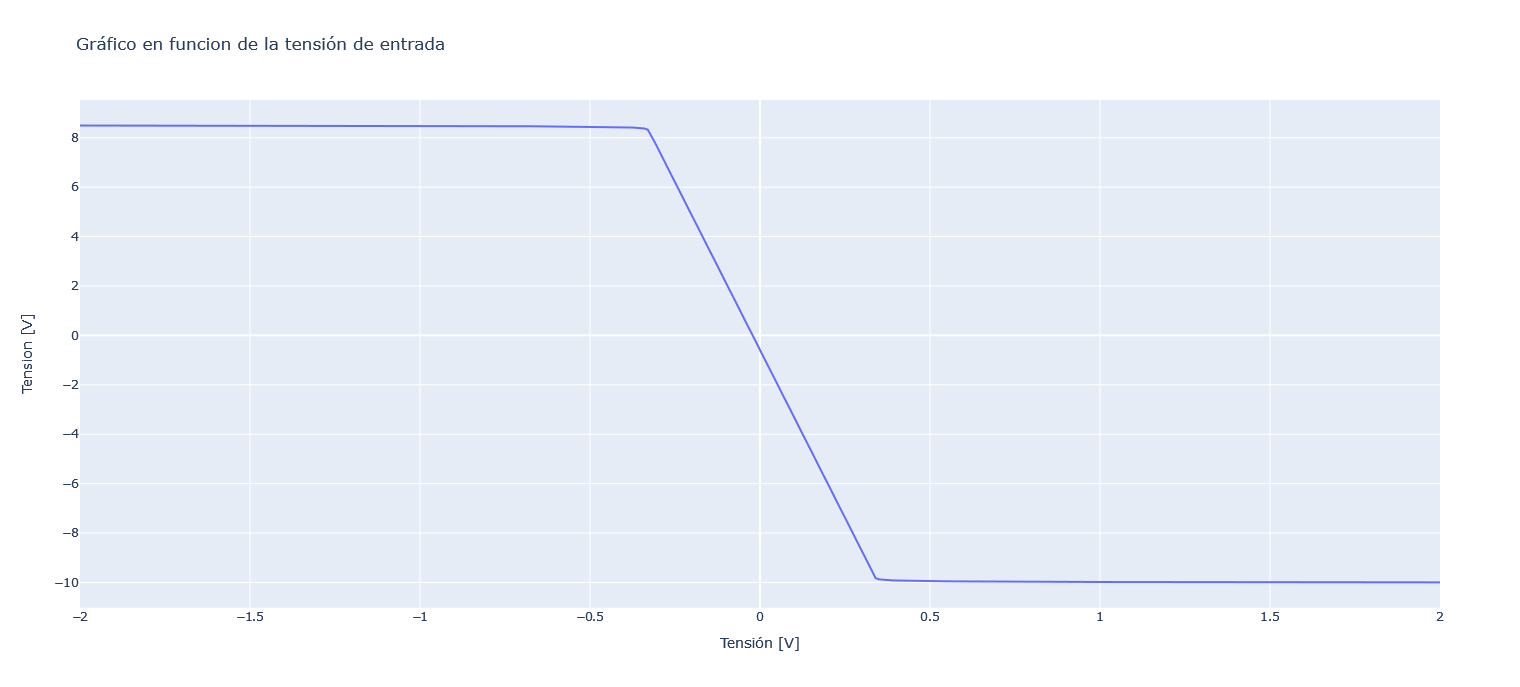 Gráfico en funcion de la tensión de entrada
8
6
4
2
0
−2
−4
−6
−8
−10
Tension [V]
−2 −1.5 −1 −0.5 0 0.5 1 1.5 2
Tensión [V]